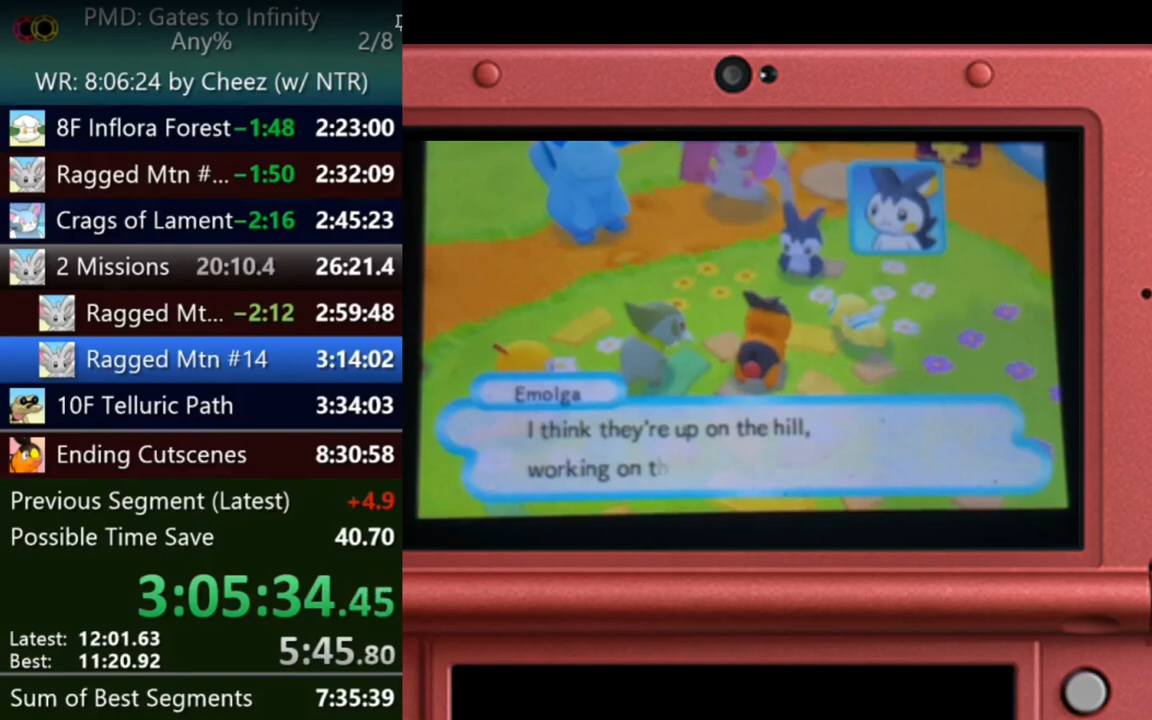 PMD: Gates to Infinity
Any% 2/8
WR: 8:06:24 by Cheez (w/ NTR)
8F Inflora Forest −1:48 2:23:00
Ragged Mtn #... −1:50 2:32:09
Crags of Lament −2:16 2:45:23
2 Missions 20:10.4 26:21.4
Ragged Mt... −2:12 2:59:48
Ragged Mtn #14 3:14:02
10F Telluric Path 3:34:03
Ending Cutscenes 8:30:58
Previous Segment (Latest) +4.9
Possible Time Save 40.70
3:05:34.45
Latest: 12:01.63
Best: 11:20.92
5:45.80
Sum of Best Segments 7:35:39
Emolga
I think they're up on the hill,
working on th